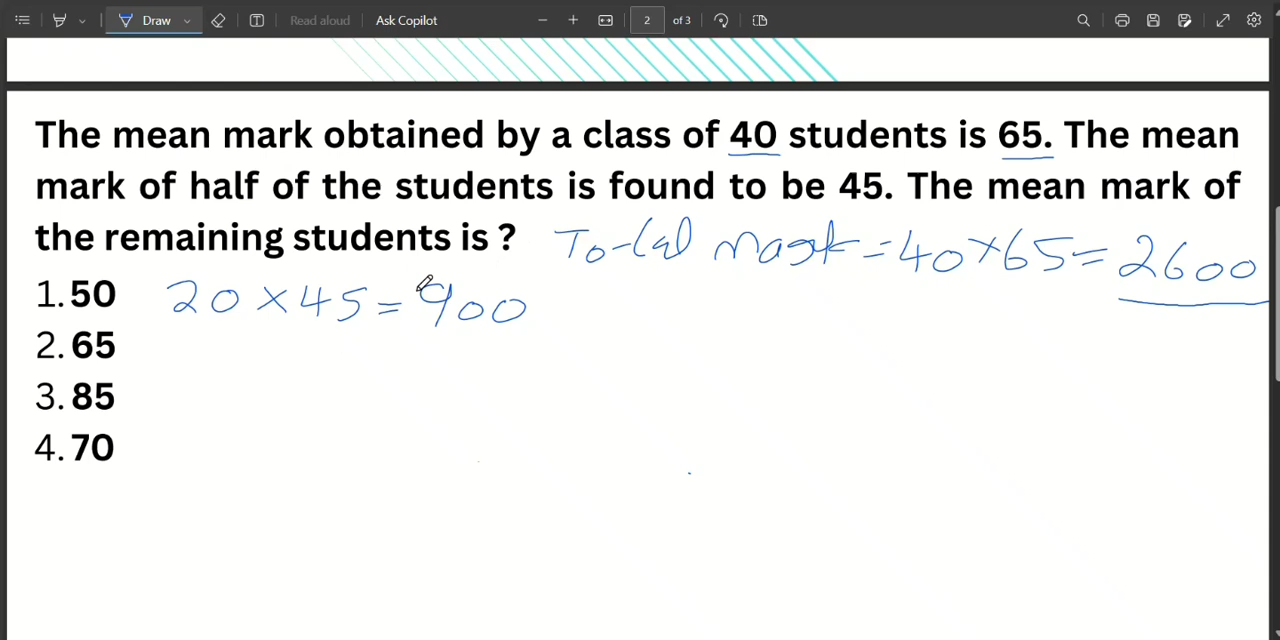 Draw
Read aloud
Ask Copilot
2
of 3
The mean mark obtained by a class of 40 students is 65. The mean
mark of half of the students is found to be 45. The mean mark of
the remaining students is ?
Total mark = 40×65 = 2600
1. 50
20 × 45 = 900
2. 65
3. 85
4. 70